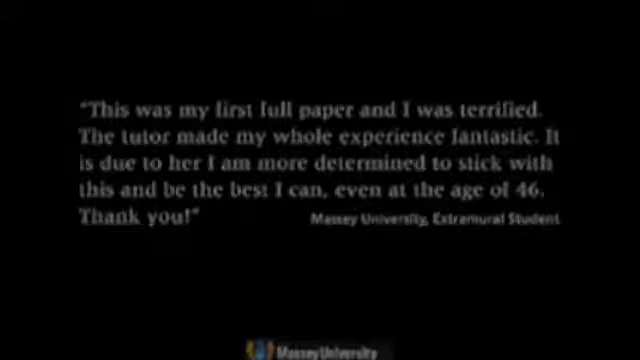 "This was my first full paper and I was terrified.
The tutor made my whole experience fantastic. It
is due to her I am more determined to stick with
this and be the best I can, even at the age of 46.
Thank you!"
Massey University, Extramural Student
Massey University